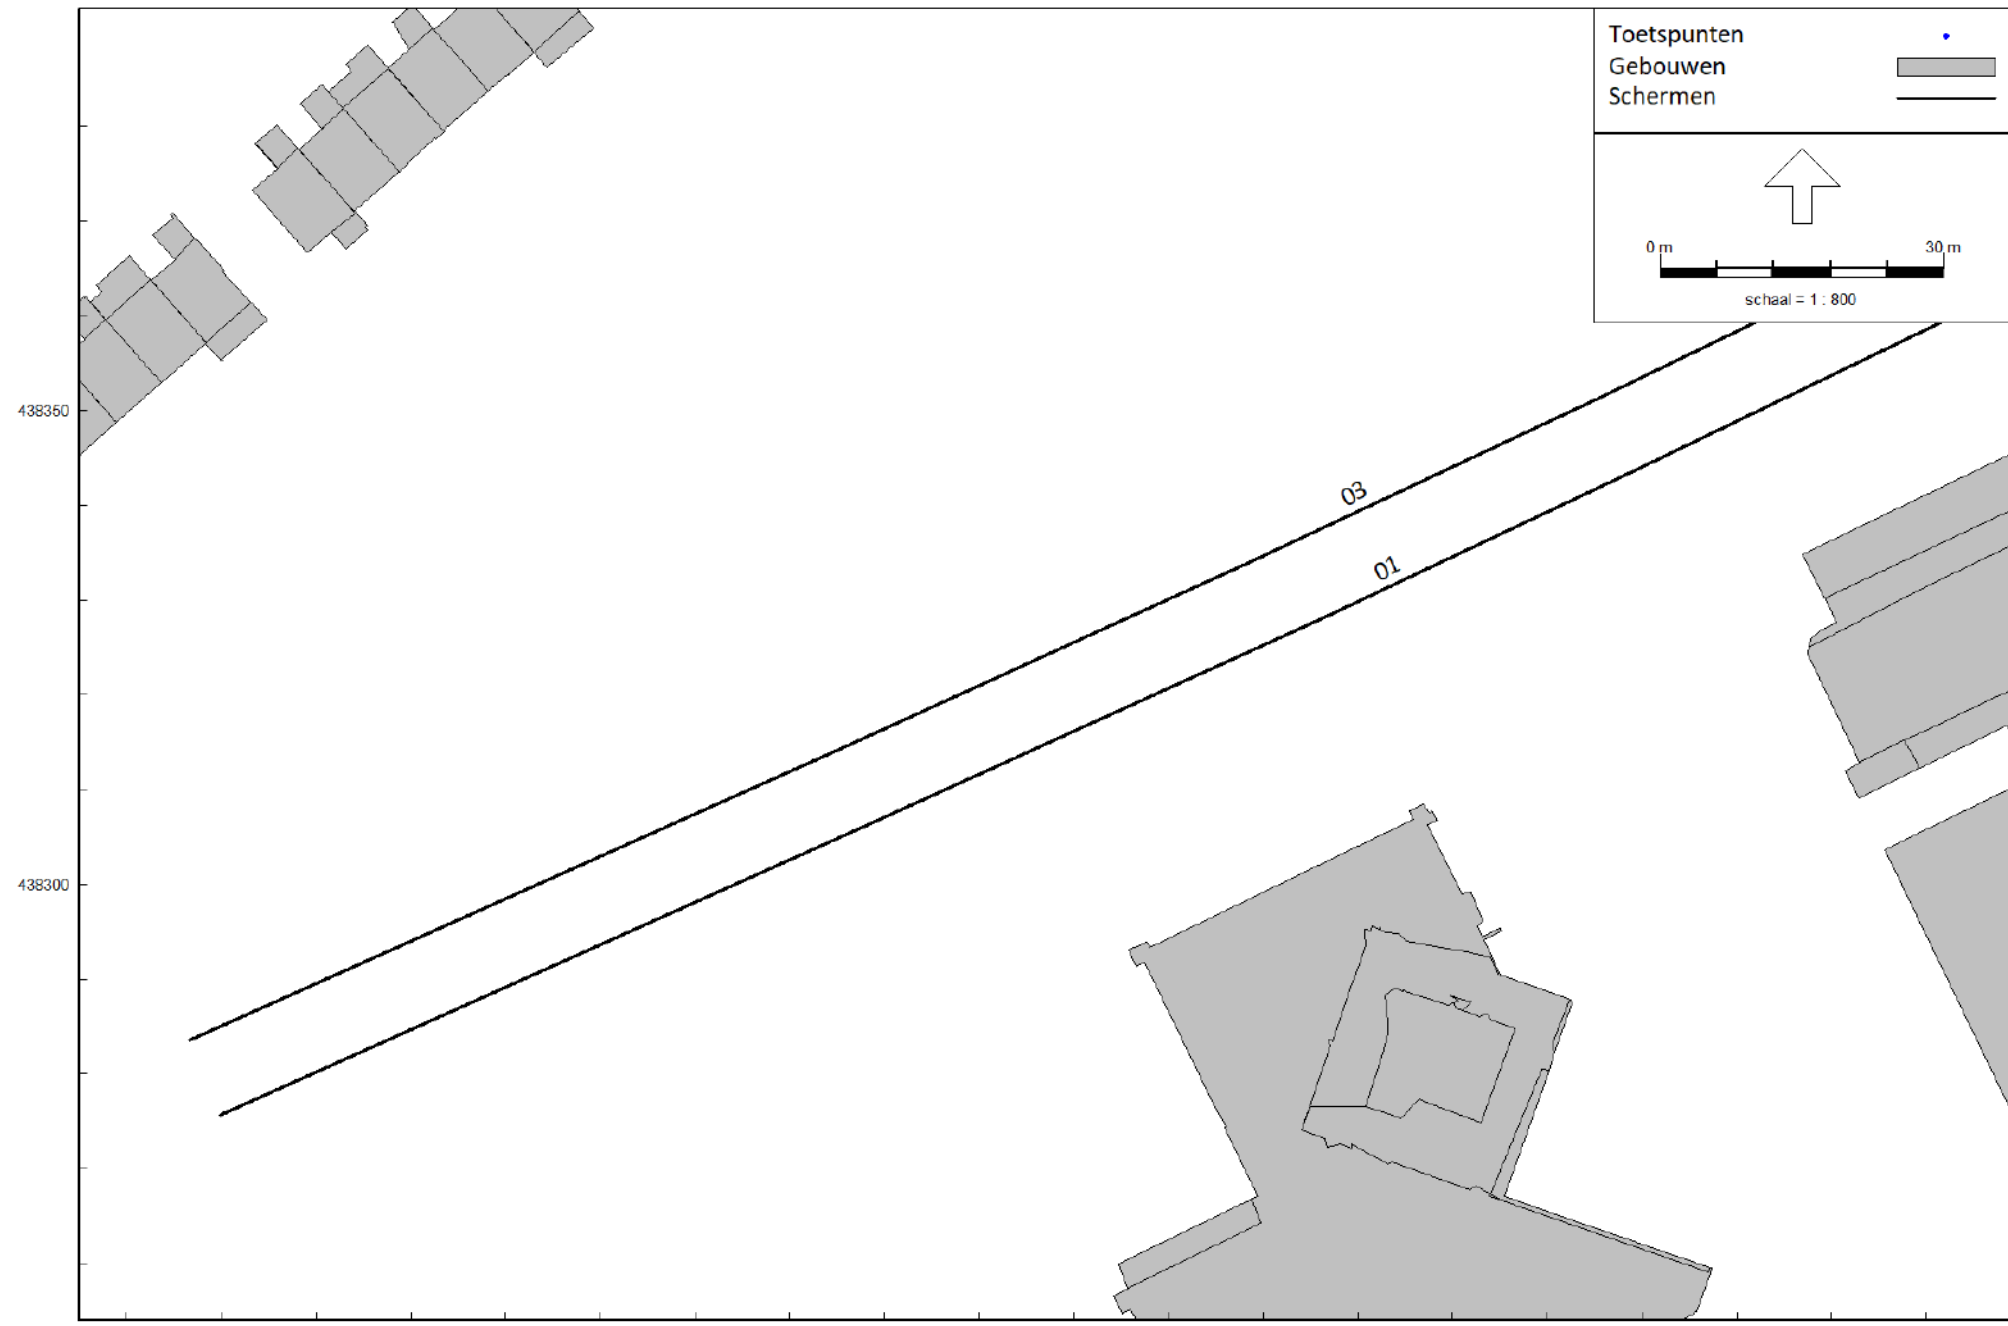 Toetspunten
Gebouwen
Schermen
0 m 30 m
schaal = 1 : 800
438350
03
01
438300